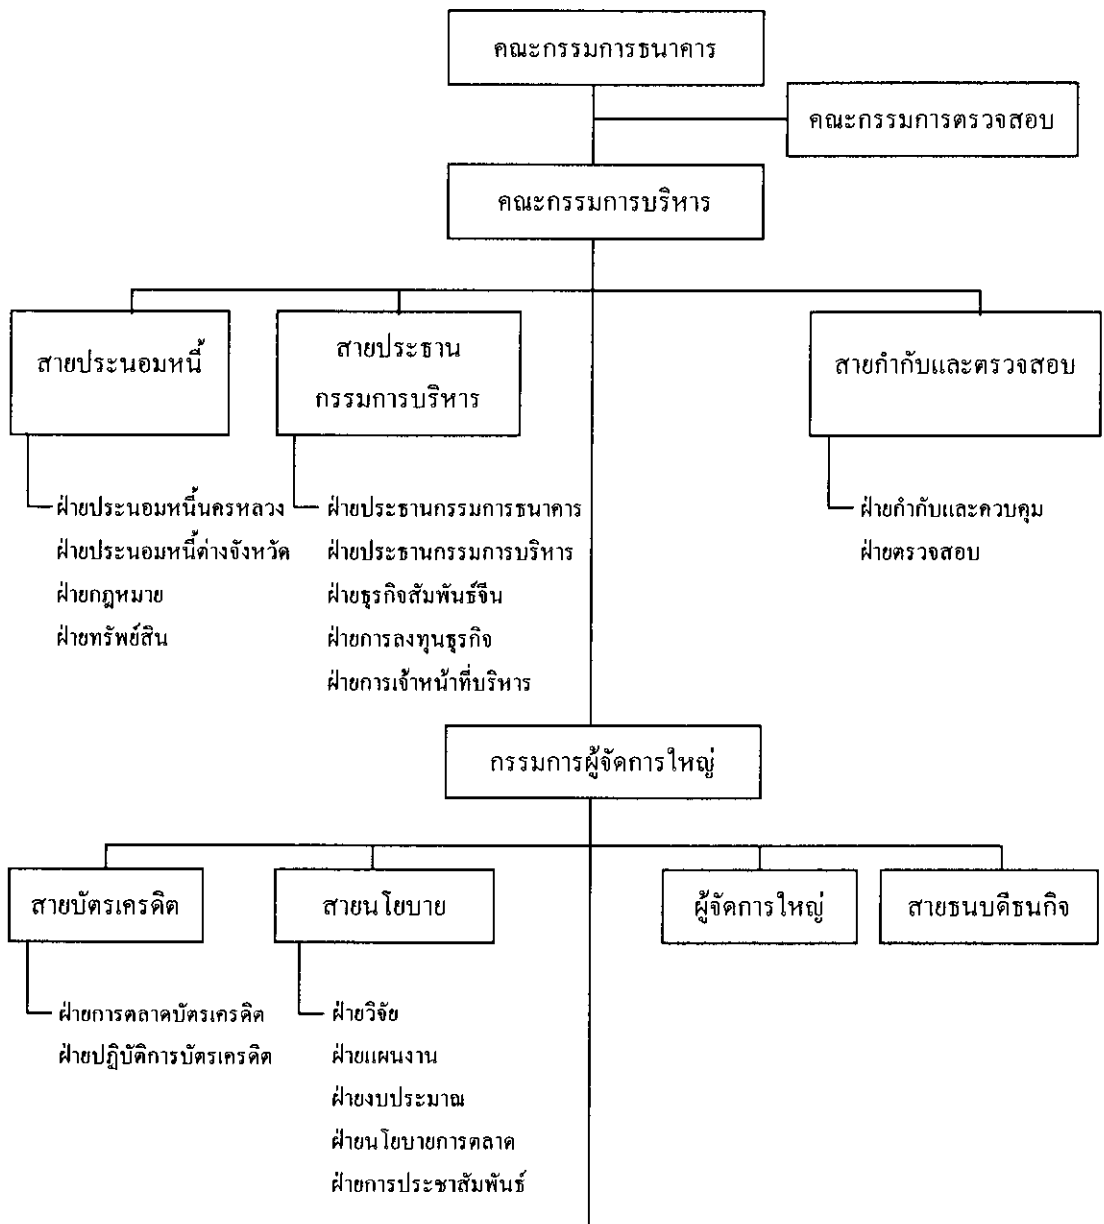 คณะกรรมการธนาคาร
คณะกรรมการตรวจสอบ
คณะกรรมการบริหาร
สายประนอมหนี้
สายประธาน
กรรมการบริหาร
สายกำกับและตรวจสอบ
ฝ่ายประนอมหนี้นครหลวง
ฝ่ายประนอมหนี้ต่างจังหวัด
ฝ่ายกฎหมาย
ฝ่ายทรัพย์สิน
ฝ่ายประธานกรรมการธนาคาร
ฝ่ายประธานกรรมการบริหาร
ฝ่ายธุรกิจสัมพันธ์จีน
ฝ่ายการลงทุนธุรกิจ
ฝ่ายการเจ้าหน้าที่บริหาร
ฝ่ายกำกับและควบคุม
ฝ่ายตรวจสอบ
กรรมการผู้จัดการใหญ่
สายบัตรเครดิต
สายนโยบาย
ผู้จัดการใหญ่
สายธนบดีธนกิจ
ฝ่ายการตลาดบัตรเครดิต
ฝ่ายปฏิบัติการบัตรเครดิต
ฝ่ายวิจัย
ฝ่ายแผนงาน
ฝ่ายงบประมาณ
ฝ่ายนโยบายการตลาด
ฝ่ายการประชาสัมพันธ์